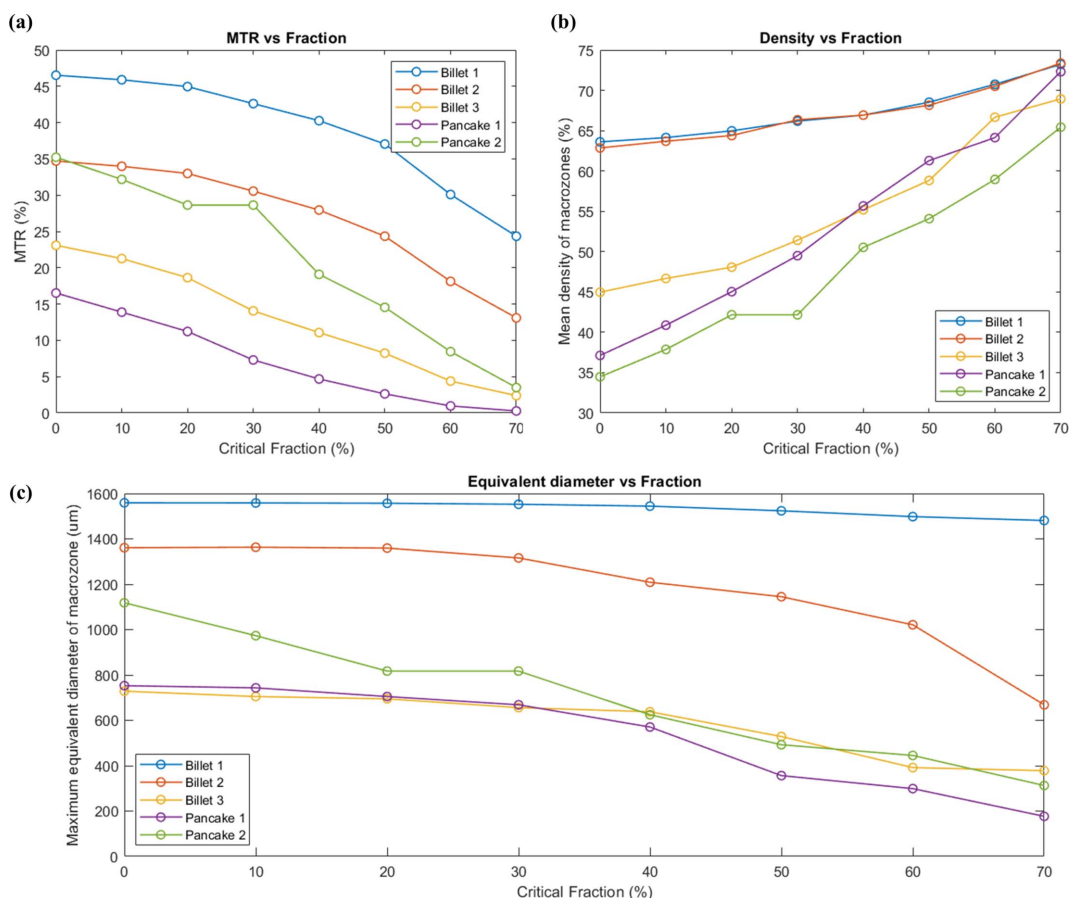 (a)
MTR vs Fraction
50
45
40
35
30
25
20
15
10
5
0
MTR (%)
0 10 20 30 40 50 60 70
Critical Fraction (%)
Billet 1
Billet 2
Billet 3
Pancake 1
Pancake 2
(b)
Density vs Fraction
75
70
65
60
55
50
45
40
35
30
Mean density of macrozones (%)
0 10 20 30 40 50 60 70
Critical Fraction (%)
Billet 1
Billet 2
Billet 3
Pancake 1
Pancake 2
(c)
Equivalent diameter vs Fraction
1600
1400
1200
1000
800
600
400
200
0
Maximum equivalent diameter of macrozone (um)
0 10 20 30 40 50 60 70
Critical Fraction (%)
Billet 1
Billet 2
Billet 3
Pancake 1
Pancake 2